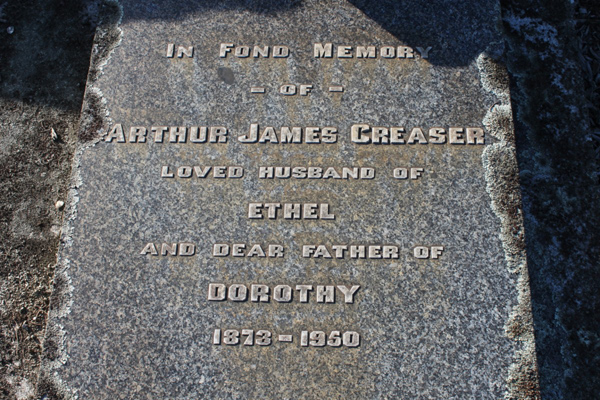 In Fond Memory
- of -
Arthur James Creaser
loved husband of
Ethel
and dear father of
Dorothy
1873 - 1950